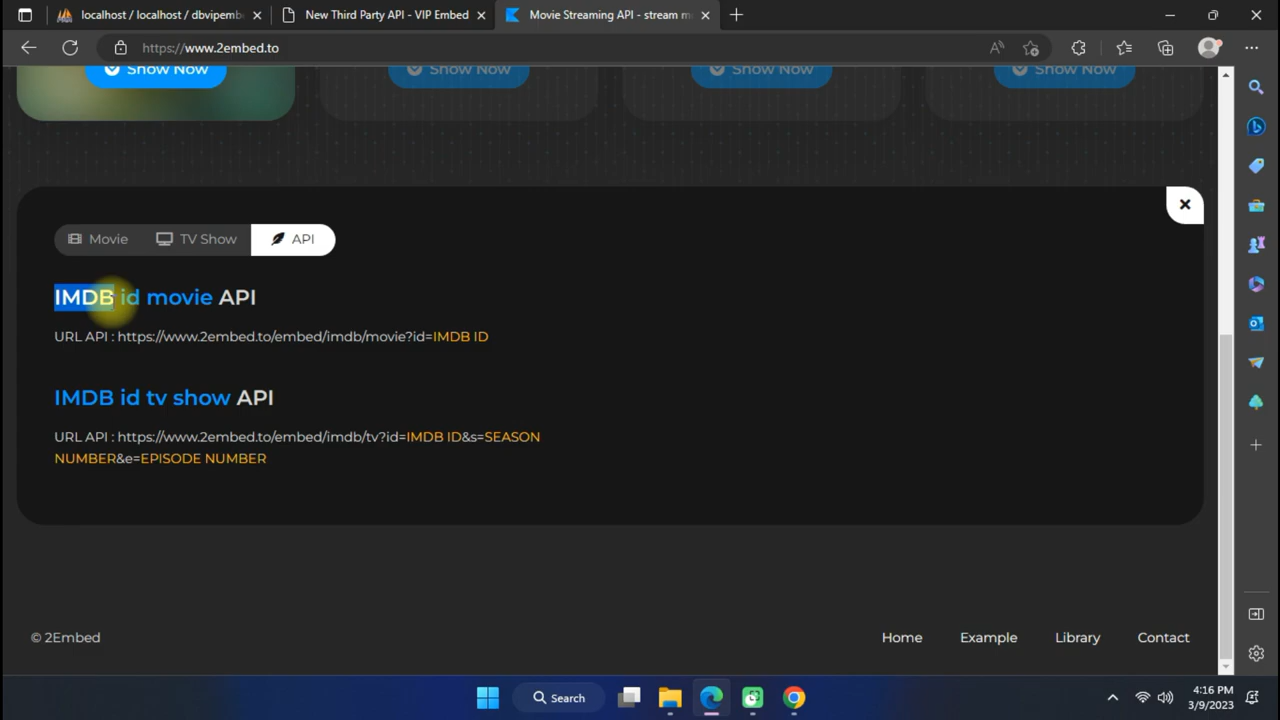 localhost / localhost / dbvipemb
New Third Party API - VIP Embed
Movie Streaming API - stream m
https://www.2embed.to
Show Now
Show Now
Show Now
Show Now
Movie
TV Show
API
IMDB id movie API
URL API : https://www.2embed.to/embed/imdb/movie?id=IMDB ID
IMDB id tv show API
URL API : https://www.2embed.to/embed/imdb/tv?id=IMDB ID&s=SEASON
NUMBER&e=EPISODE NUMBER
© 2Embed
Home
Example
Library
Contact
Search
4:16 PM
3/9/2023